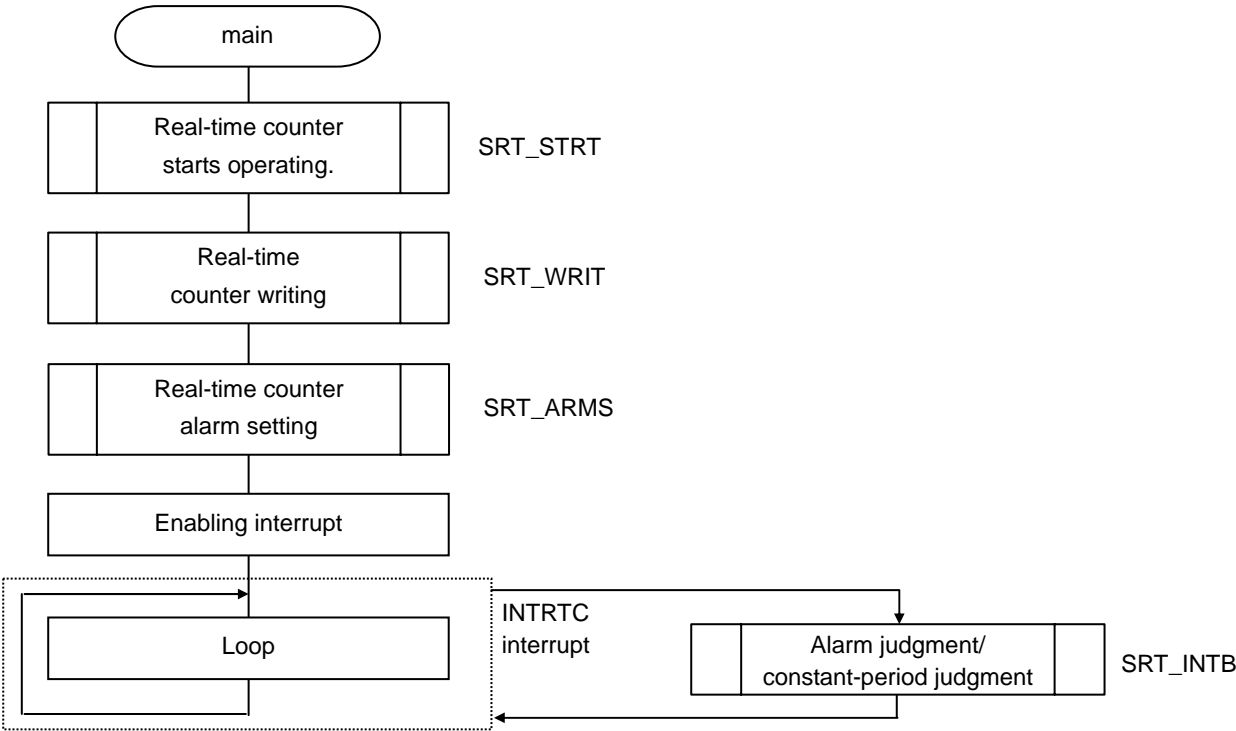 main
Real-time counter
starts operating.
SRT_STRT
Real-time
counter writing
SRT_WRIT
Real-time counter
alarm setting
SRT_ARMS
Enabling interrupt
Loop
INTRTC
interrupt
Alarm judgment/
constant-period judgment
SRT_INTB